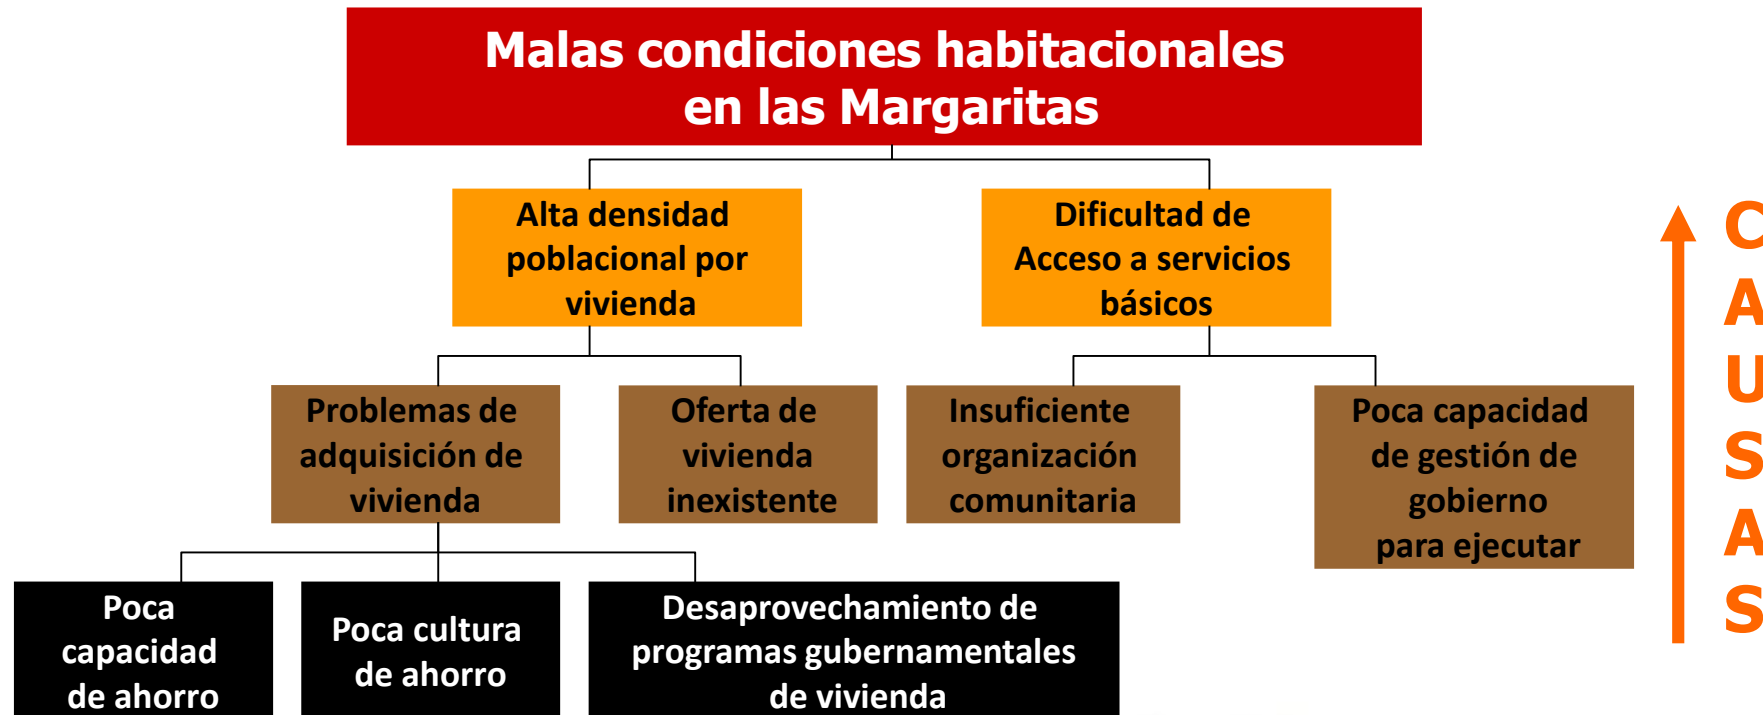 Malas condiciones habitacionales
en las Margaritas
Alta densidad
poblacional por
vivienda
Dificultad de
Acceso a servicios
básicos
Problemas de
adquisición de
vivienda
Oferta de
vivienda
inexistente
Insuficiente
organización
comunitaria
Poca capacidad
de gestión de
gobierno
para ejecutar
Poca
capacidad
de ahorro
Poca cultura
de ahorro
Desaprovechamiento de
programas gubernamentales
de vivienda
C
A
U
S
A
S